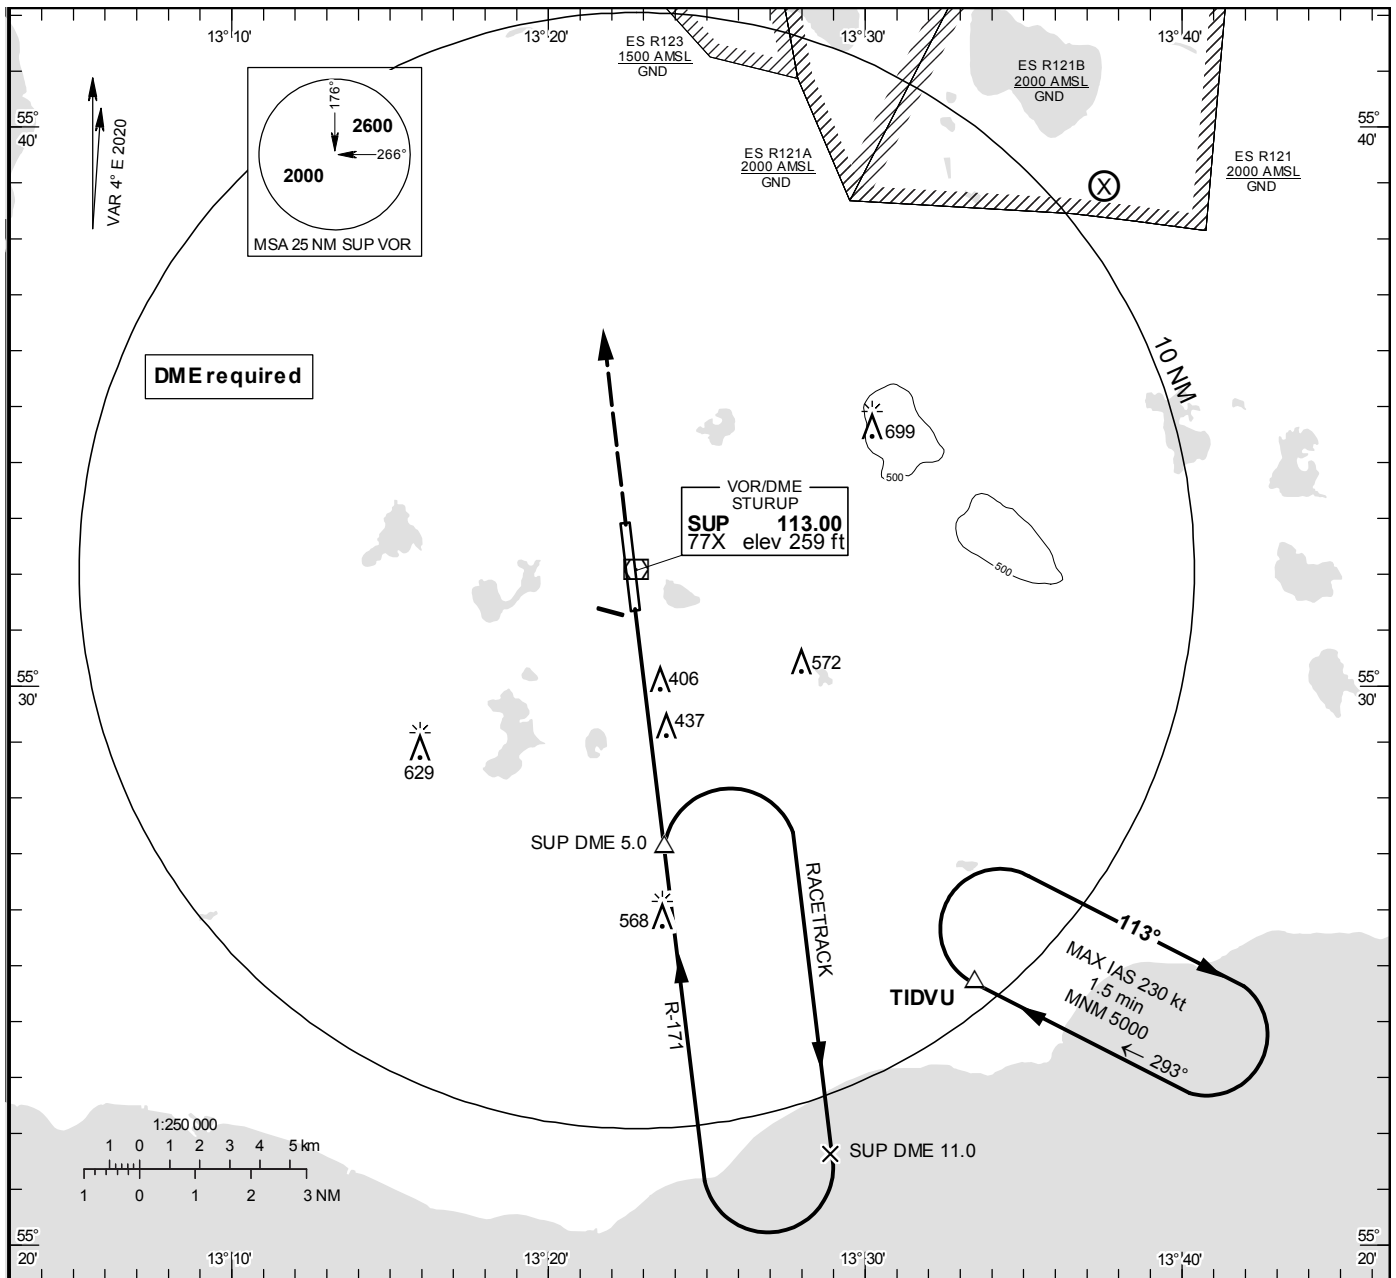 13°10'
13°20'
13°30'
13°40'
ES R123
1500 AMSL
GND
ES R121B
2000 AMSL
GND
55°
40'
55°
40'
VAR 4° E 2020
176°
2600
266°
2000
MSA 25 NM SUP VOR
ES R121A
2000 AMSL
GND
ES R121
2000 AMSL
GND
X
DME required
10 NM
699
500
VOR/DME
STURUP
SUP 113.00
77X elev 259 ft
500
572
406
437
55°
30'
55°
30'
629
SUP DME 5.0
RACETRACK
568
R-171
113°
MAX IAS 230 kt
1.5 min
MNM 5000
← 293°
TIDVU
SUP DME 11.0
1:250 000
1 0 1 2 3 4 5 km
1 0 1 2 3 NM
55°
20'
13°10'
13°20'
13°30'
13°40'
55°
20'